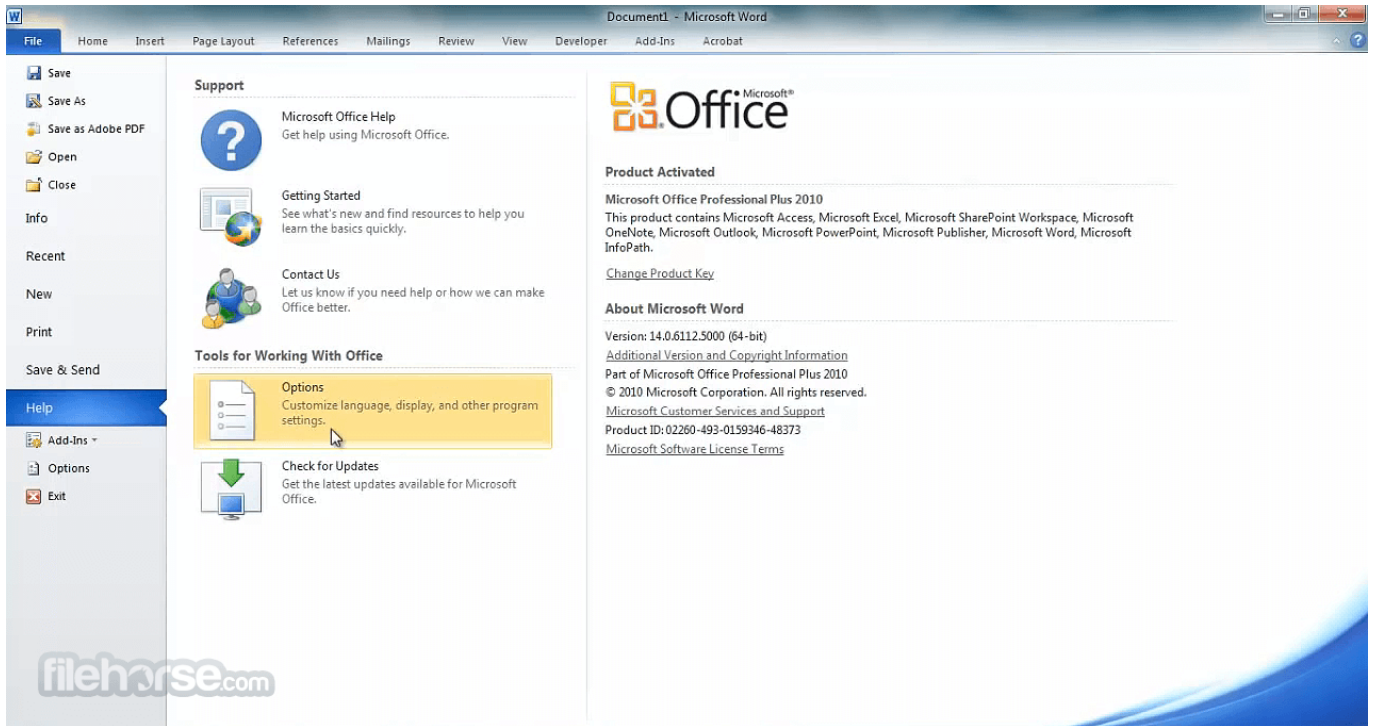 Document1 - Microsoft Word
File Home Insert Page Layout References Mailings Review View Developer Add-Ins Acrobat
Save
Save As
Save as Adobe PDF
Open
Close
Info
Recent
New
Print
Save & Send
Help
Add-Ins
Options
Exit
Support
Microsoft Office Help
Get help using Microsoft Office.
Getting Started
See what's new and find resources to help you
learn the basics quickly.
Contact Us
Let us know if you need help or how we can make
Office better.
Tools for Working With Office
Options
Customize language, display, and other program
settings.
Check for Updates
Get the latest updates available for Microsoft
Office.
Microsoft®
Office
Product Activated
Microsoft Office Professional Plus 2010
This product contains Microsoft Access, Microsoft Excel, Microsoft SharePoint Workspace, Microsoft
OneNote, Microsoft Outlook, Microsoft PowerPoint, Microsoft Publisher, Microsoft Word, Microsoft
InfoPath.
Change Product Key
About Microsoft Word
Version: 14.0.6112.5000 (64-bit)
Additional Version and Copyright Information
Part of Microsoft Office Professional Plus 2010
© 2010 Microsoft Corporation. All rights reserved.
Microsoft Customer Services and Support
Product ID: 02260-493-0159346-48373
Microsoft Software License Terms
filehorse.com